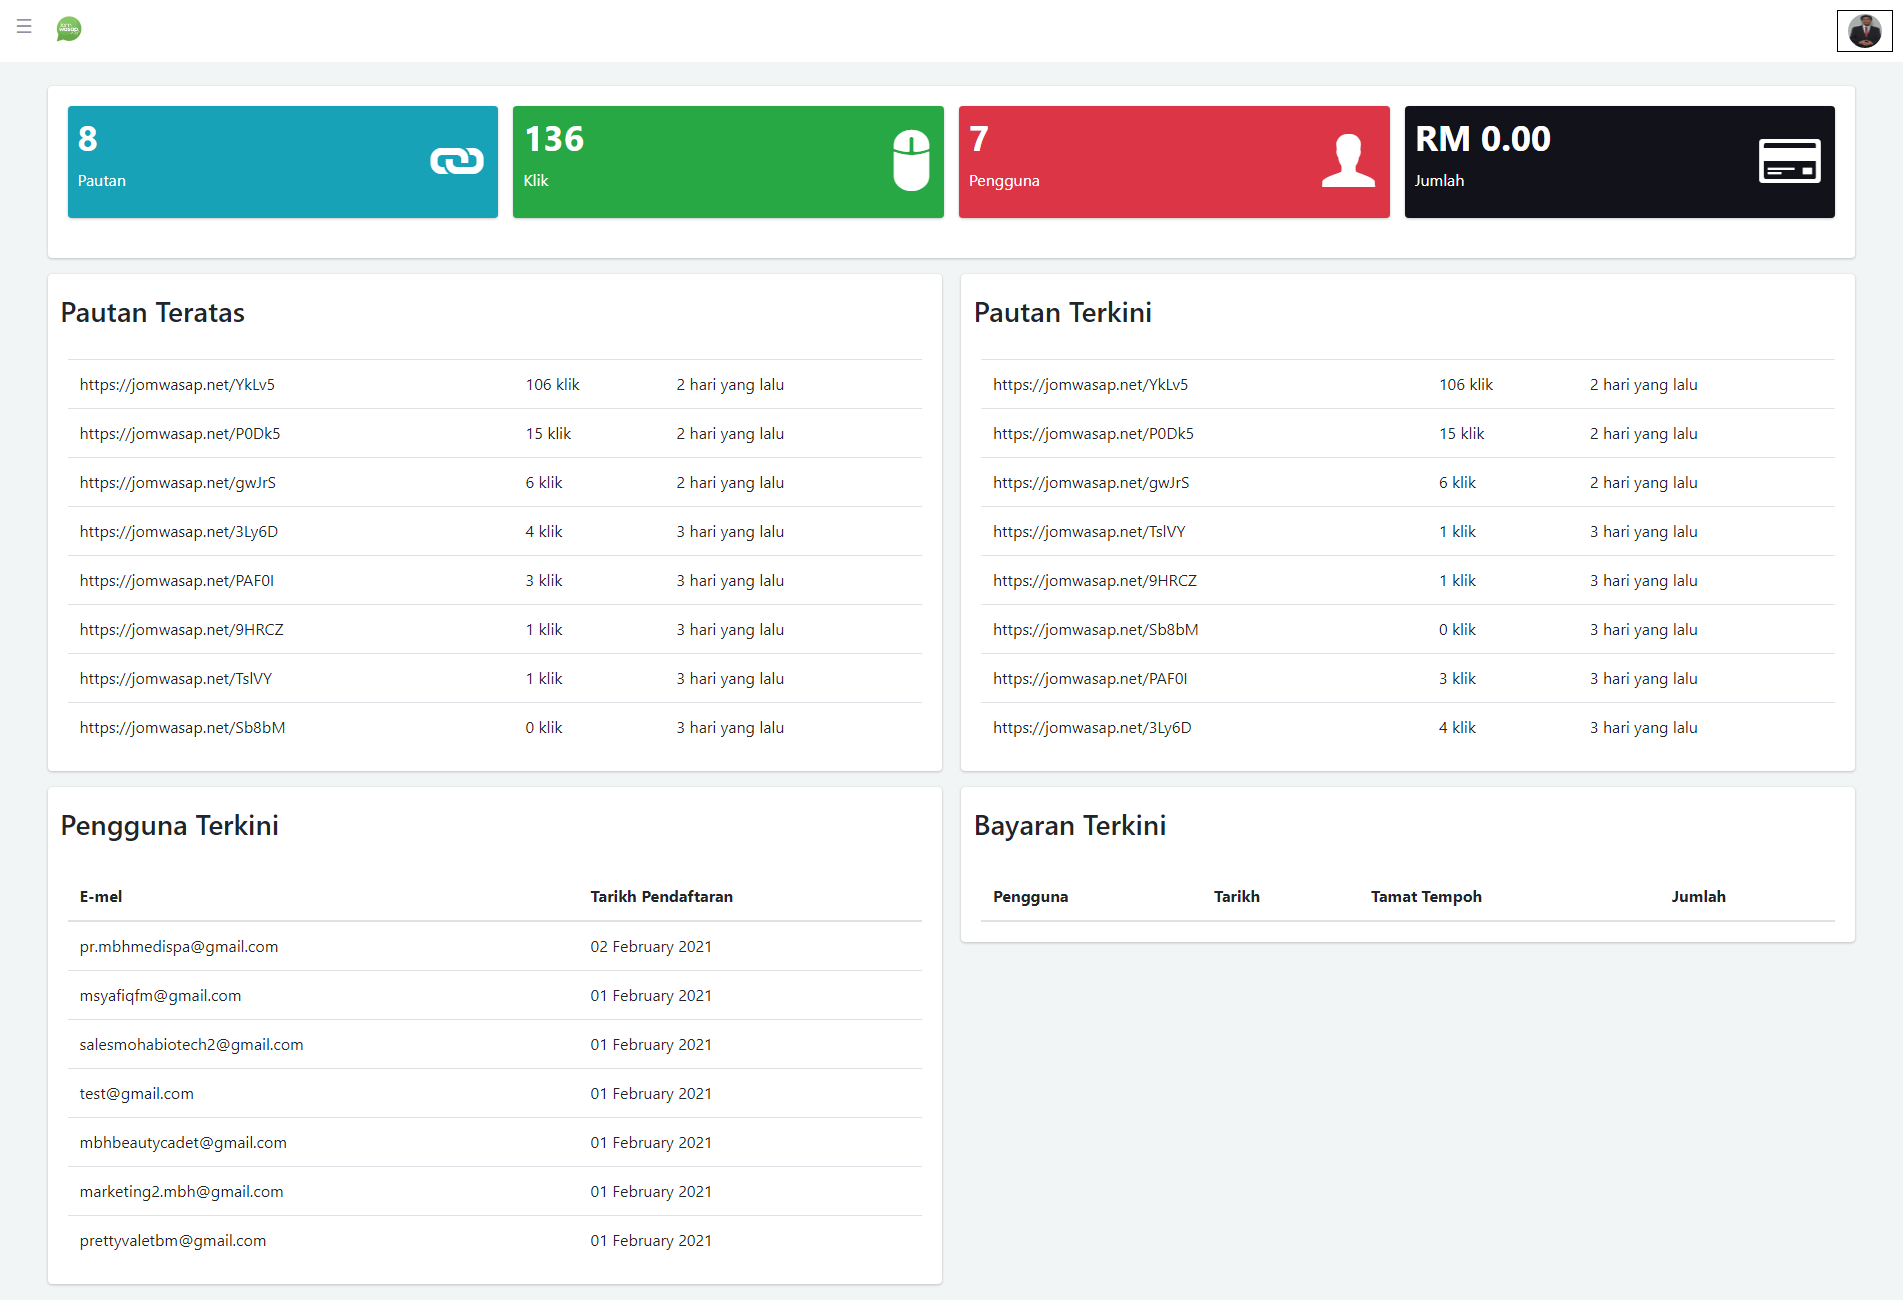 wasap
8
Pautan
136
Klik
7
Pengguna
RM 0.00
Jumlah
Pautan Teratas
https://jomwasap.net/YkLv5 106 klik 2 hari yang lalu
https://jomwasap.net/P0Dk5 15 klik 2 hari yang lalu
https://jomwasap.net/gwJrS 6 klik 2 hari yang lalu
https://jomwasap.net/3Ly6D 4 klik 3 hari yang lalu
https://jomwasap.net/PAF0I 3 klik 3 hari yang lalu
https://jomwasap.net/9HRCZ 1 klik 3 hari yang lalu
https://jomwasap.net/TslVY 1 klik 3 hari yang lalu
https://jomwasap.net/Sb8bM 0 klik 3 hari yang lalu
Pautan Terkini
https://jomwasap.net/YkLv5 106 klik 2 hari yang lalu
https://jomwasap.net/P0Dk5 15 klik 2 hari yang lalu
https://jomwasap.net/gwJrS 6 klik 2 hari yang lalu
https://jomwasap.net/TslVY 1 klik 3 hari yang lalu
https://jomwasap.net/9HRCZ 1 klik 3 hari yang lalu
https://jomwasap.net/Sb8bM 0 klik 3 hari yang lalu
https://jomwasap.net/PAF0I 3 klik 3 hari yang lalu
https://jomwasap.net/3Ly6D 4 klik 3 hari yang lalu
Pengguna Terkini
E-mel Tarikh Pendaftaran
pr.mbhmedispa@gmail.com 02 February 2021
msyafiqfm@gmail.com 01 February 2021
salesmohabiotech2@gmail.com 01 February 2021
test@gmail.com 01 February 2021
mbhbeautycadet@gmail.com 01 February 2021
marketing2.mbh@gmail.com 01 February 2021
prettyvaletbm@gmail.com 01 February 2021
Bayaran Terkini
Pengguna Tarikh Tamat Tempoh Jumlah